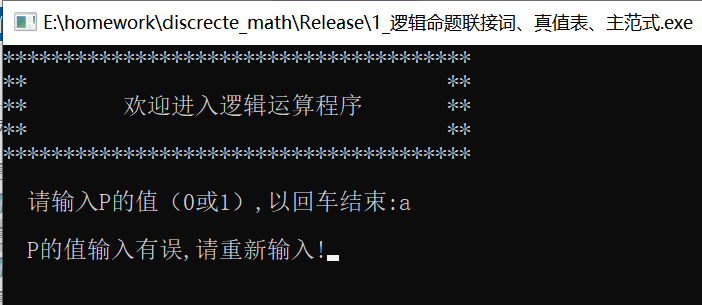 E:\homework\discrecte_math\Release\1_逻辑命题联接词、真值表、主范式.exe
***************************************
**                                   **
**        欢迎进入逻辑运算程序       **
**                                   **
***************************************
请输入P的值（0或1）,以回车结束:a
P的值输入有误,请重新输入!